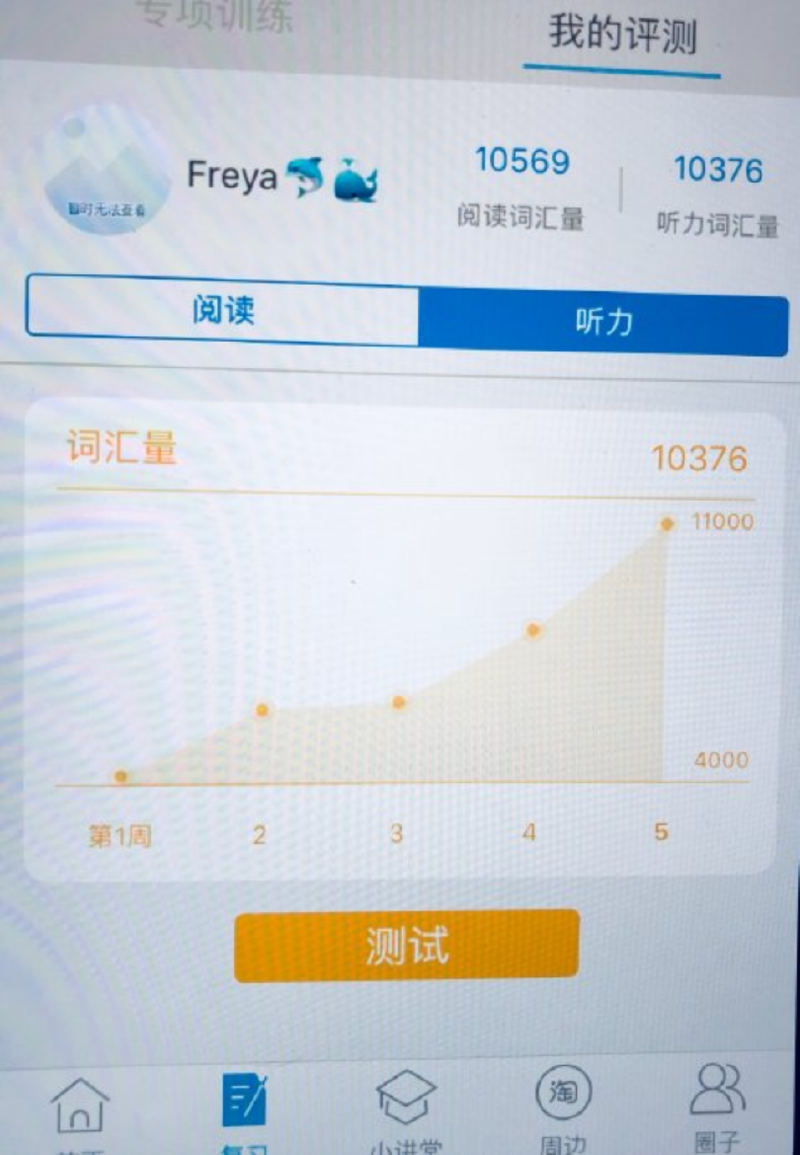 专项训练
我的评测
Freya🐬🐳
暂时无法查看
10569
阅读词汇量
10376
听力词汇量
阅读
听力
词汇量
10376
11000
4000
第1周 2 3 4 5
测试
复习
小讲堂
淘
周边
圈子